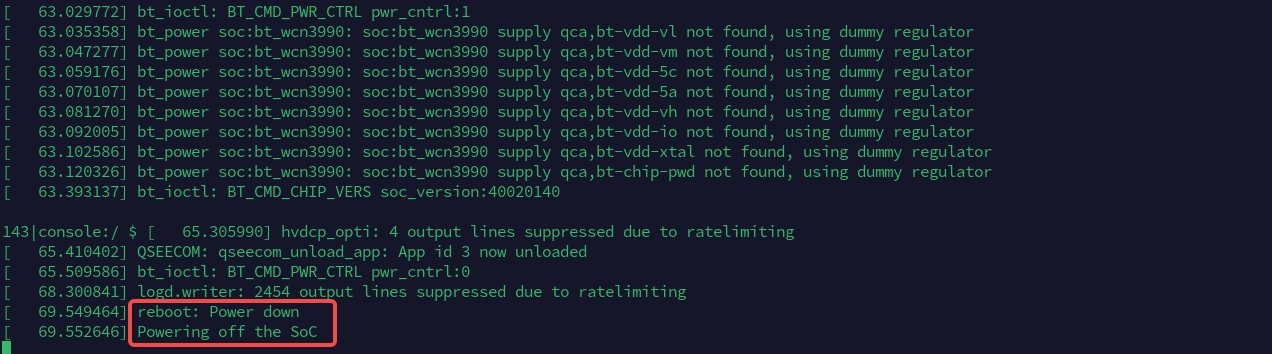 [   63.029772] bt_ioctl: BT_CMD_PWR_CTRL pwr_cntrl:1
[   63.035358] bt_power soc:bt_wcn3990: soc:bt_wcn3990 supply qca,bt-vdd-vl not found, using dummy regulator
[   63.047277] bt_power soc:bt_wcn3990: soc:bt_wcn3990 supply qca,bt-vdd-vm not found, using dummy regulator
[   63.059176] bt_power soc:bt_wcn3990: soc:bt_wcn3990 supply qca,bt-vdd-5c not found, using dummy regulator
[   63.070107] bt_power soc:bt_wcn3990: soc:bt_wcn3990 supply qca,bt-vdd-5a not found, using dummy regulator
[   63.081270] bt_power soc:bt_wcn3990: soc:bt_wcn3990 supply qca,bt-vdd-vh not found, using dummy regulator
[   63.092005] bt_power soc:bt_wcn3990: soc:bt_wcn3990 supply qca,bt-vdd-io not found, using dummy regulator
[   63.102586] bt_power soc:bt_wcn3990: soc:bt_wcn3990 supply qca,bt-vdd-xtal not found, using dummy regulator
[   63.120326] bt_power soc:bt_wcn3990: soc:bt_wcn3990 supply qca,bt-chip-pwd not found, using dummy regulator
[   63.393137] bt_ioctl: BT_CMD_CHIP_VERS soc_version:40020140
143|console:/ $ [   65.305990] hvdcp_opti: 4 output lines suppressed due to ratelimiting
[   65.410402] QSEECOM: qseecom_unload_app: App id 3 now unloaded
[   65.509586] bt_ioctl: BT_CMD_PWR_CTRL pwr_cntrl:0
[   68.300841] logd.writer: 2454 output lines suppressed due to ratelimiting
[   69.549464] reboot: Power down
[   69.552646] Powering off the SoC